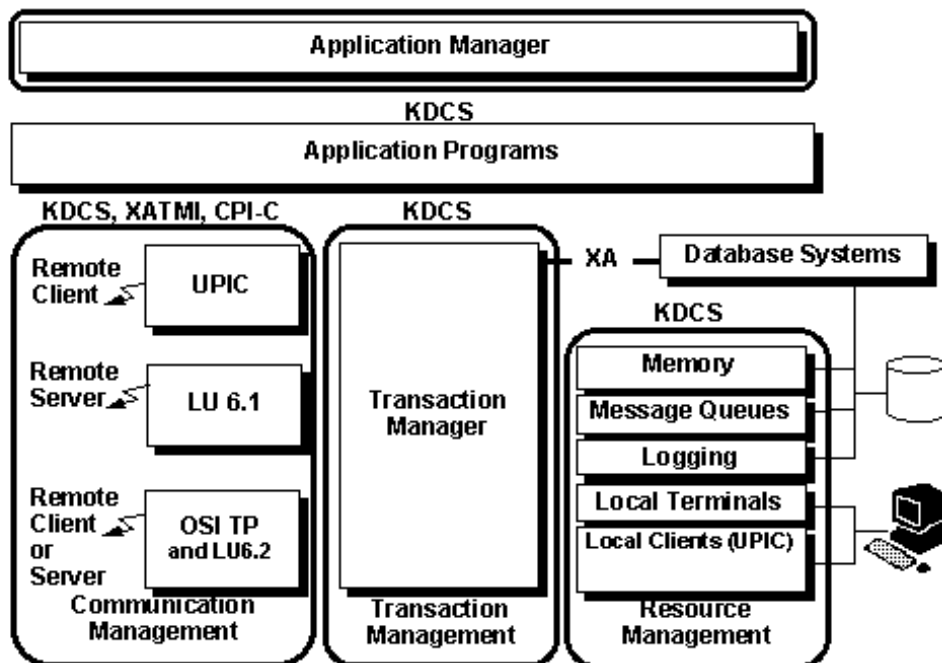 Application Manager
KDCS
Application Programs
KDCS, XATMI, CPI-C
Remote
Client
UPIC
Remote
Server
LU 6.1
Remote
Client
or
Server
OSI TP
and LU6.2
Communication
Management
KDCS
Transaction
Manager
Transaction
Management
XA
Database Systems
KDCS
Memory
Message Queues
Logging
Local Terminals
Local Clients (UPIC)
Resource
Management